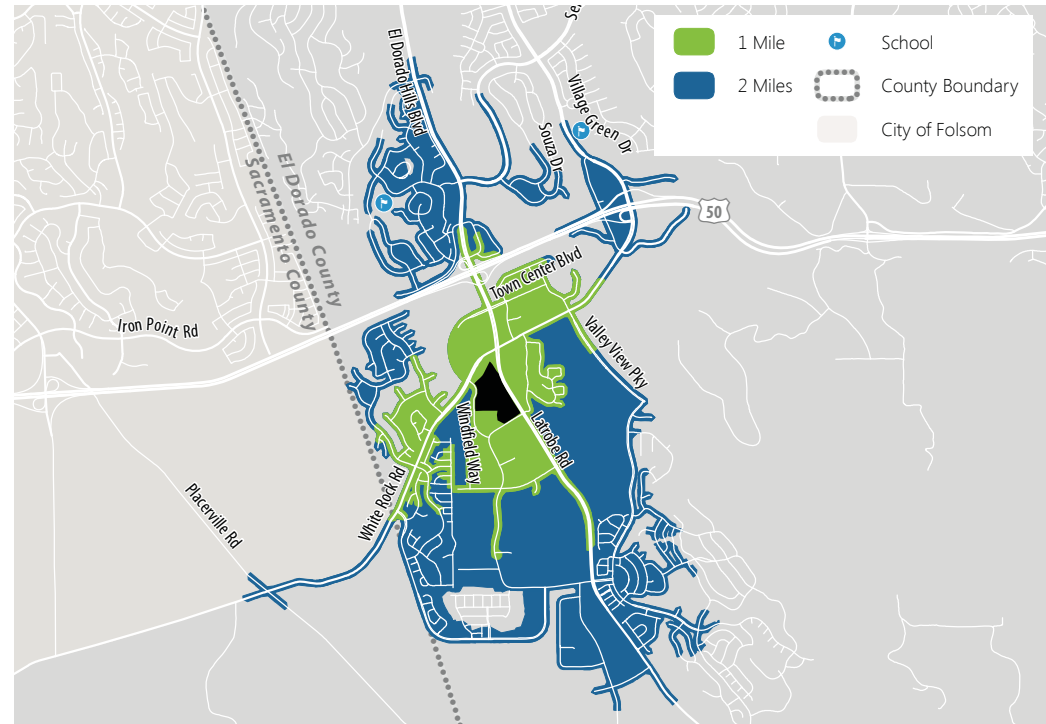 1 Mile
School
2 Miles
County Boundary
City of Folsom
El Dorado Hills Blvd
Village Green Dr
Souza Dr
50
El Dorado County
Sacramento County
Town Center Blvd
Iron Point Rd
Valley View Pky
Windfield Way
Latrobe Rd
White Rock Rd
Placerville Rd